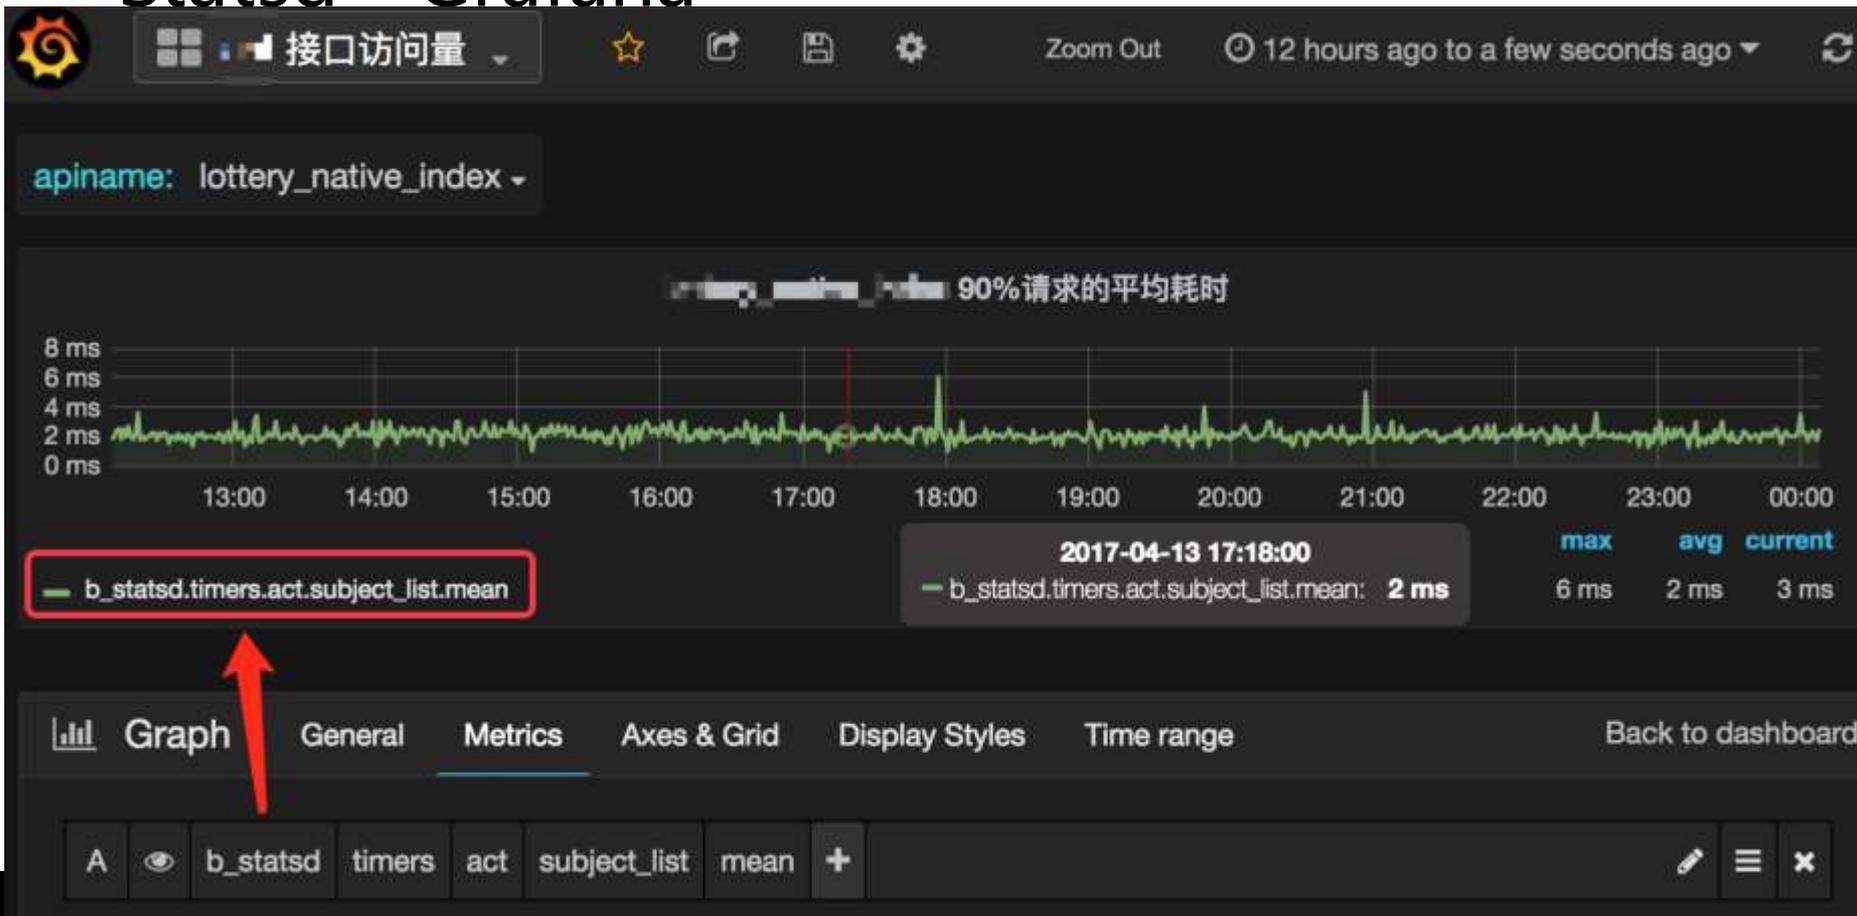 Statsd Grafana
接口访问量
Zoom Out
12 hours ago to a few seconds ago
apiname: lottery_native_index
90%请求的平均耗时
8 ms
6 ms
4 ms
2 ms
0 ms
13:00 14:00 15:00 16:00 17:00 18:00 19:00 20:00 21:00 22:00 23:00 00:00
max avg current
b_statsd.timers.act.subject_list.mean
2017-04-13 17:18:00
b_statsd.timers.act.subject_list.mean: 2 ms
6 ms 2 ms 3 ms
Graph General Metrics Axes & Grid Display Styles Time range Back to dashboard
A b_statsd timers act subject_list mean +